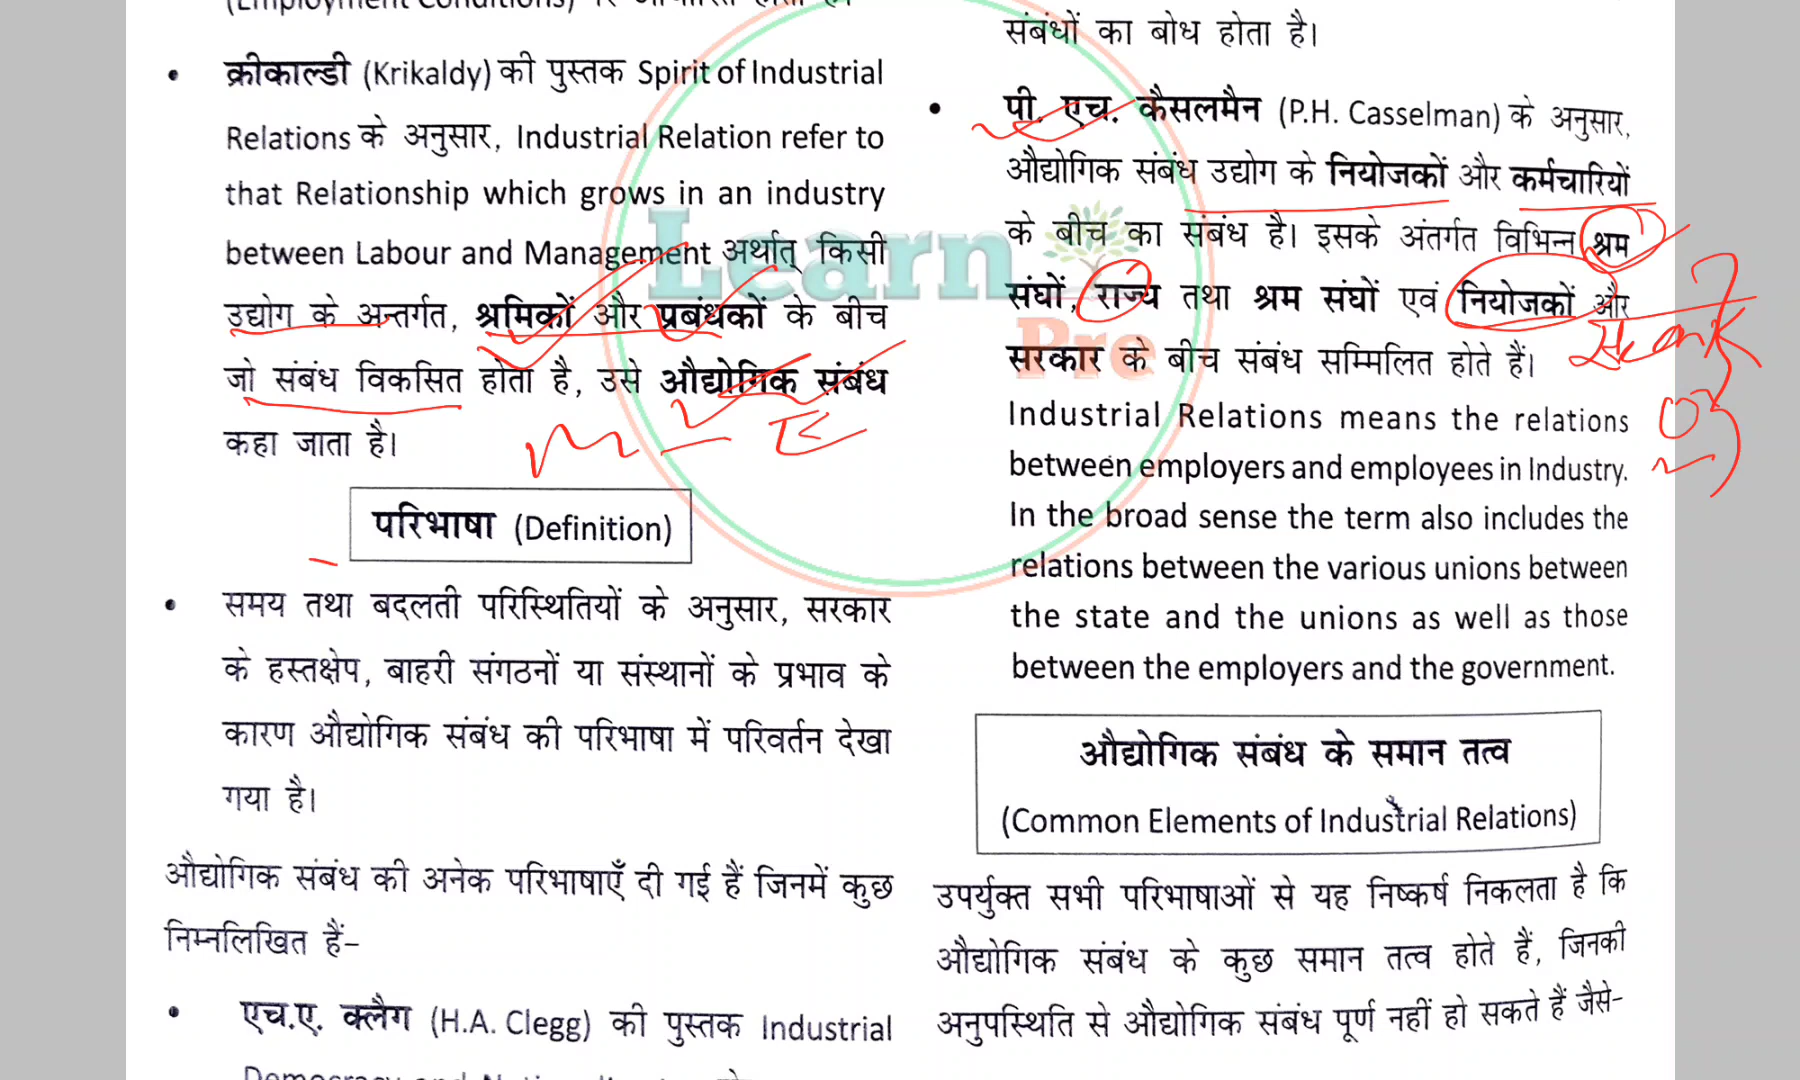 (Employment Conditions) पर आधारित होता है।
• क्रीकाल्डी (Krikaldy) की पुस्तक Spirit of Industrial
Relations के अनुसार, Industrial Relation refer to
that Relationship which grows in an industry
between Labour and Management अर्थात् किसी
उद्योग के अन्तर्गत, श्रमिकों और प्रबंधकों के बीच
जो संबंध विकसित होता है, उसे औद्योगिक संबंध
कहा जाता है।
M - E
परिभाषा (Definition)
• समय तथा बदलती परिस्थितियों के अनुसार, सरकार
के हस्तक्षेप, बाहरी संगठनों या संस्थानों के प्रभाव के
कारण औद्योगिक संबंध की परिभाषा में परिवर्तन देखा
गया है।
औद्योगिक संबंध की अनेक परिभाषाएँ दी गई हैं जिनमें कुछ
निम्नलिखित हैं–
• एच.ए. क्लैग (H.A. Clegg) की पुस्तक Industrial
संबंधों का बोध होता है।
• पी. एच. कैसलमैन (P.H. Casselman) के अनुसार,
औद्योगिक संबंध उद्योग के नियोजकों और कर्मचारियों
के बीच का संबंध है। इसके अंतर्गत विभिन्न श्रम
संघों, राज्य तथा श्रम संघों एवं नियोजकों और
सरकार के बीच संबंध सम्मिलित होते हैं।
Industrial Relations means the relations
between employers and employees in Industry.
In the broad sense the term also includes the
relations between the various unions between
the state and the unions as well as those
between the employers and the government.
03
औद्योगिक संबंध के समान तत्व
(Common Elements of Industrial Relations)
उपर्युक्त सभी परिभाषाओं से यह निष्कर्ष निकलता है कि
औद्योगिक संबंध के कुछ समान तत्व होते हैं, जिनकी
अनुपस्थिति से औद्योगिक संबंध पूर्ण नहीं हो सकते हैं जैसे–
Learn
Pre